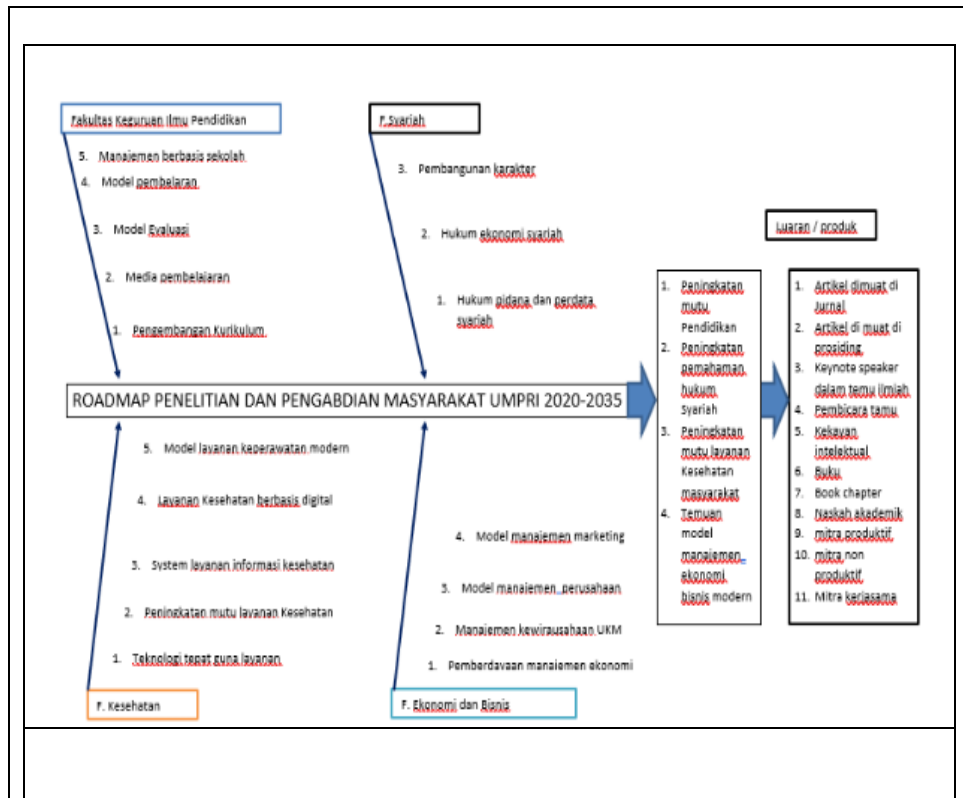 Fakultas Keguruan Ilmu Pendidikan
5. Manajemen berbasis sekolah
4. Model pembelaran
3. Model Evaluasi
2. Media pembelajaran
1. Pengembangan Kurikulum
F.Syariah
3. Pembangunan karakter
2. Hukum ekonomi syariah
1. Hukum pidana dan perdata
syariah
ROADMAP PENELITIAN DAN PENGABDIAN MASYARAKAT UMPRI 2020-2035
5. Model layanan keperawatan modern
4. Layanan Kesehatan berbasis digital
3. System layanan informasi kesehatan
2. Peningkatan mutu layanan Kesehatan
1. Teknologi tepat guna layanan
F. Kesehatan
4. Model manajemen marketing
3. Model manajemen perusahaan
2. Manajemen kewirausahaan UKM
1. Pemberdayaan manajemen ekonomi
F. Ekonomi dan Bisnis
1. Peningkatan
mutu
Pendidikan
2. Peningkatan
pemahaman
hukum
Syariah
3. Peningkatan
mutu layanan
Kesehatan
masyarakat
4. Temuan
model
manajemen
ekonomi
bisnis modern
Luaran / produk
1. Artikel dimuat di
Jurnal
2. Artikel di muat di
prosiding
3. Keynote speaker
dalam temu ilmiah
4. Pembicara tamu
5. Kekayan
intelektual
6. Buku
7. Book chapter
8. Naskah akademik
9. mitra produktif
10. mitra non
produktif
11. Mitra kerjasama